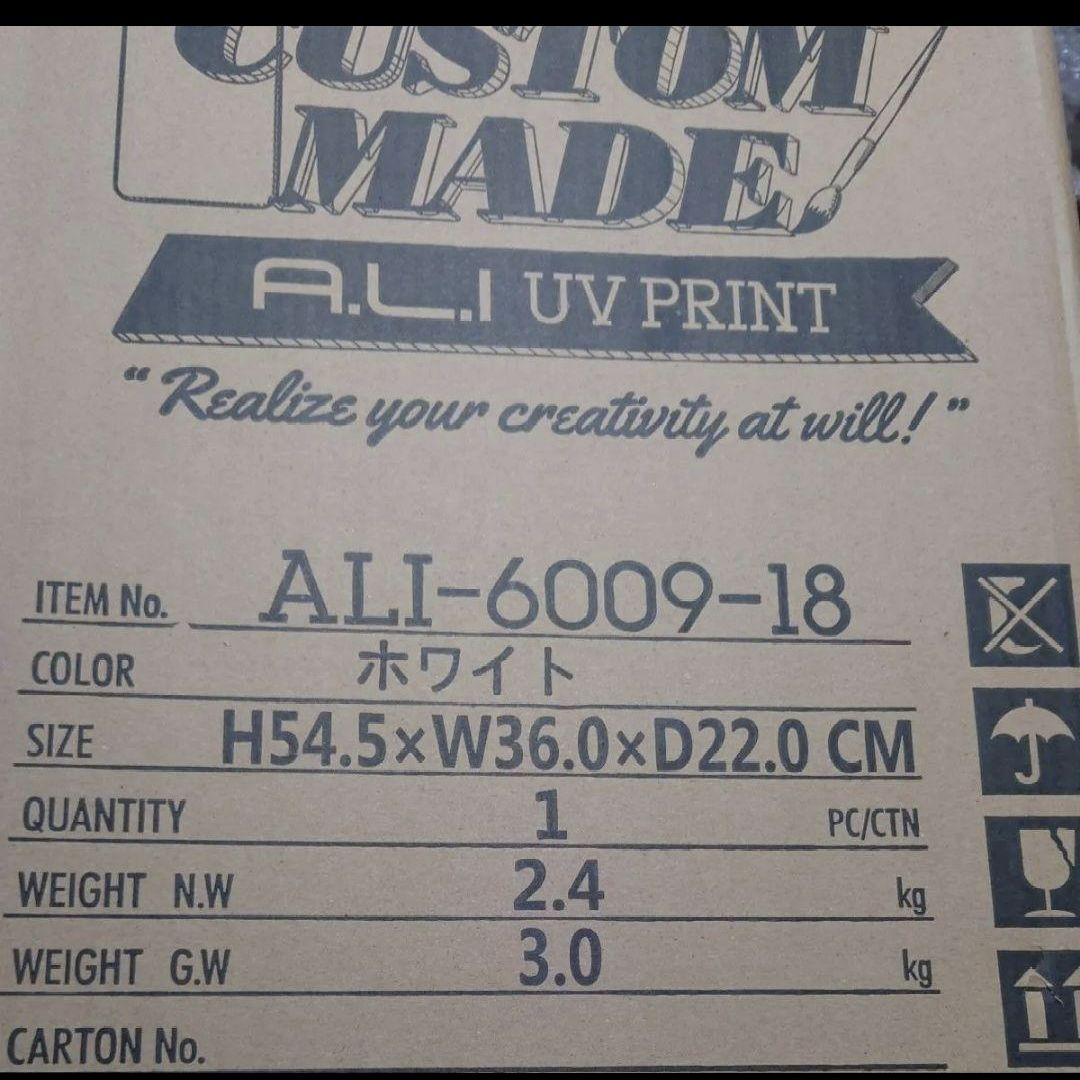 CUSTOM
MADE
A.L.I UV PRINT
“Realize your creativity at will!”
ITEM No. ALI-6009-18
COLOR ホワイト
SIZE H54.5×W36.0×D22.0 CM
QUANTITY 1 PC/CTN
WEIGHT N.W 2.4 kg
WEIGHT G.W 3.0 kg
CARTON No.